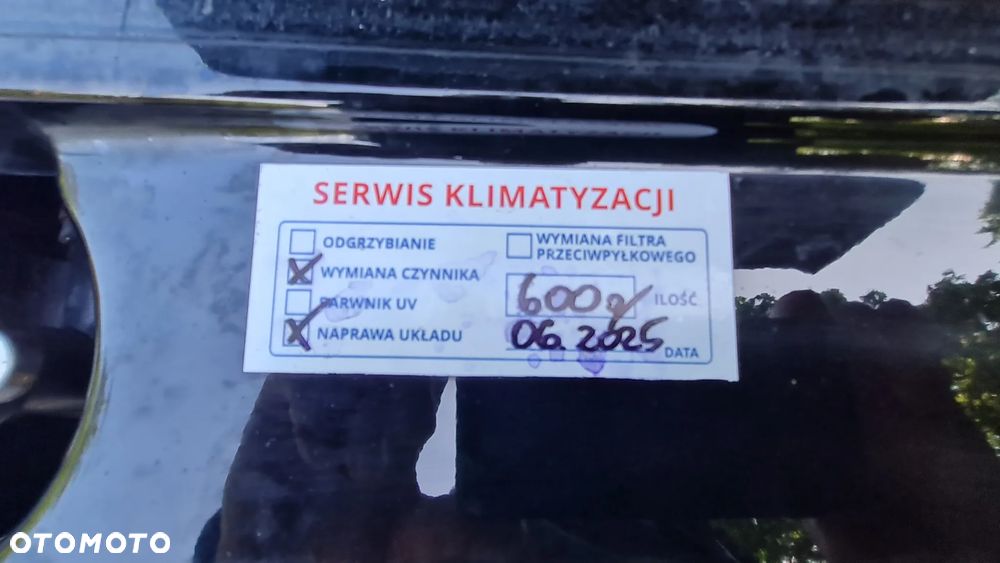 SERWIS KLIMATYZACJI
ODGRZYBIANIE
WYMIANA FILTRA
PRZECIWPYŁKOWEGO
X WYMIANA CZYNNIKA
BARWNIK UV
600g ILOŚĆ
X NAPRAWA UKŁADU
06.2025 DATA
OTOMOTO